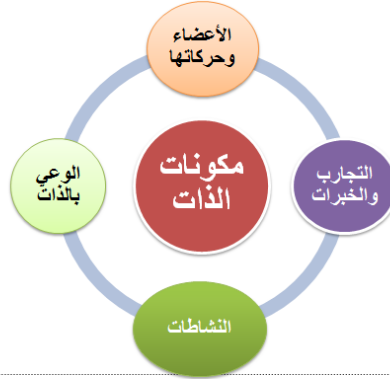 الأعضاء
وحركاتها
مكونات
الذات
التجارب
والخبرات
الوعي
بالذات
النشاطات